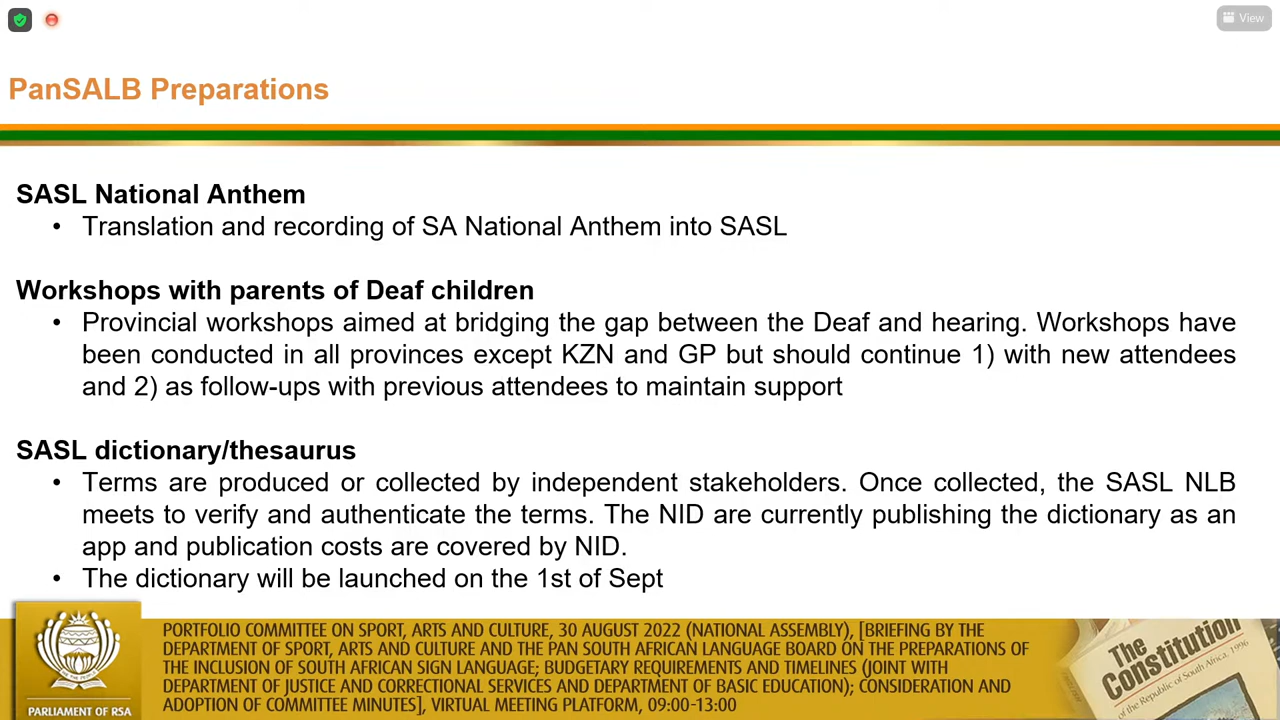 View
PanSALB Preparations
SASL National Anthem
• Translation and recording of SA National Anthem into SASL
Workshops with parents of Deaf children
• Provincial workshops aimed at bridging the gap between the Deaf and hearing. Workshops have
been conducted in all provinces except KZN and GP but should continue 1) with new attendees
and 2) as follow-ups with previous attendees to maintain support
SASL dictionary/thesaurus
• Terms are produced or collected by independent stakeholders. Once collected, the SASL NLB
meets to verify and authenticate the terms. The NID are currently publishing the dictionary as an
app and publication costs are covered by NID.
• The dictionary will be launched on the 1st of Sept
PORTFOLIO COMMITTEE ON SPORT, ARTS AND CULTURE, 30 AUGUST 2022 (NATIONAL ASSEMBLY), [BRIEFING BY THE
DEPARTMENT OF SPORT, ARTS AND CULTURE AND THE PAN SOUTH AFRICAN LANGUAGE BOARD ON THE PREPARATIONS OF
THE INCLUSION OF SOUTH AFRICAN SIGN LANGUAGE; BUDGETARY REQUIREMENTS AND TIMELINES (JOINT WITH
DEPARTMENT OF JUSTICE AND CORRECTIONAL SERVICES AND DEPARTMENT OF BASIC EDUCATION); CONSIDERATION AND
ADOPTION OF COMMITTEE MINUTES], VIRTUAL MEETING PLATFORM, 09:00-13:00
PARLIAMENT OF RSA
The
Constitution
of the Republic of South Africa, 1996